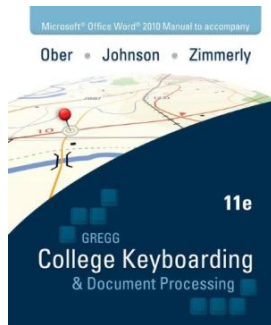 Microsoft® Office Word® 2010 Manual to accompany
Ober • Johnson • Zimmerly
11e
GREGG
College Keyboarding
& Document Processing